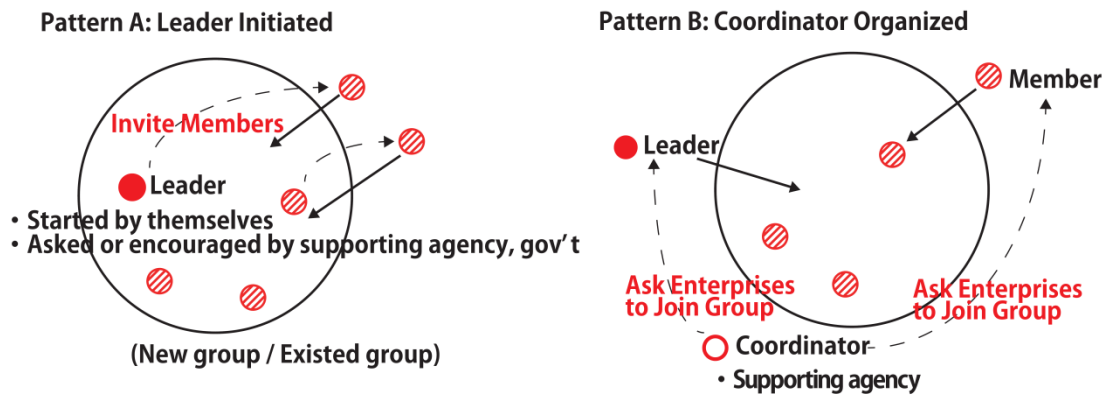 Pattern A: Leader Initiated
Invite Members
Leader
• Started by themselves
• Asked or encouraged by supporting agency, gov't
(New group / Existed group)
Pattern B: Coordinator Organized
Member
Leader
Ask Enterprises
to Join Group
Ask Enterprises
to Join Group
Coordinator
• Supporting agency